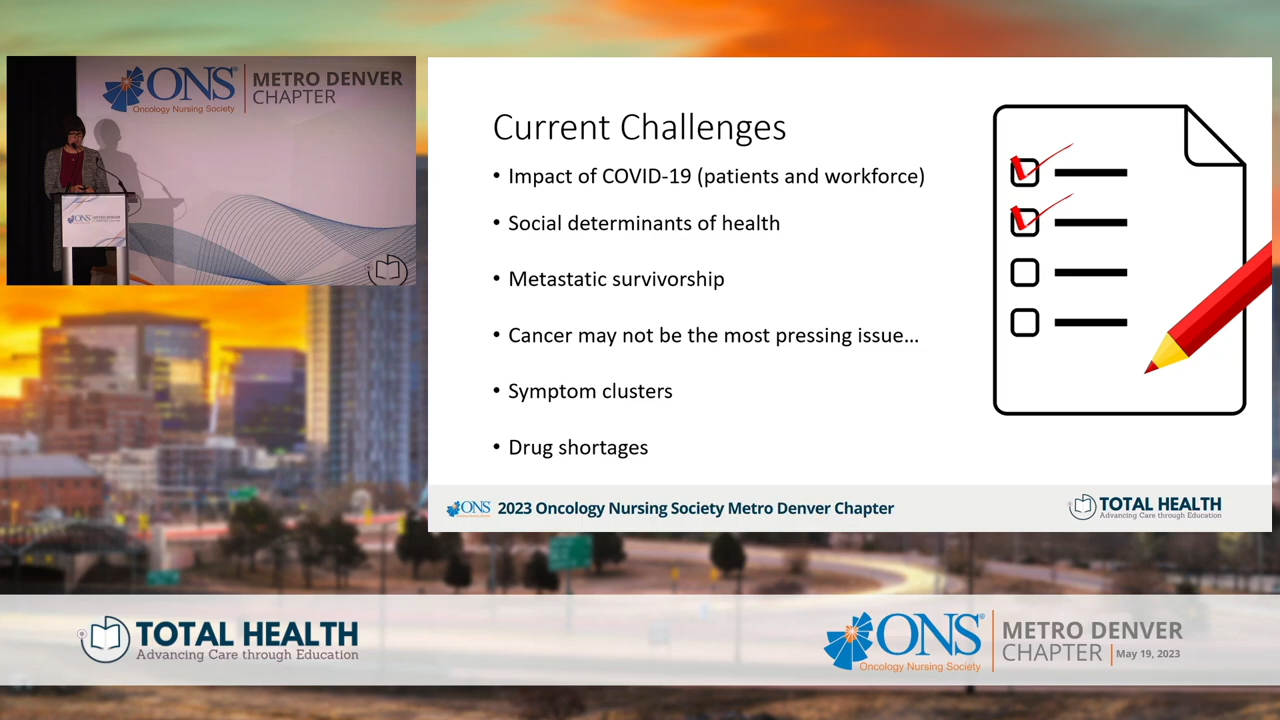 ONS®
Oncology Nursing Society
METRO DENVER
CHAPTER
ONS
Current Challenges
• Impact of COVID-19 (patients and workforce)
• Social determinants of health
• Metastatic survivorship
• Cancer may not be the most pressing issue...
• Symptom clusters
• Drug shortages
ONS
2023 Oncology Nursing Society Metro Denver Chapter
TOTAL HEALTH
Advancing Care through Education
TOTAL HEALTH
Advancing Care through Education
ONS®
Oncology Nursing Society
METRO DENVER
CHAPTER
May 19, 2023